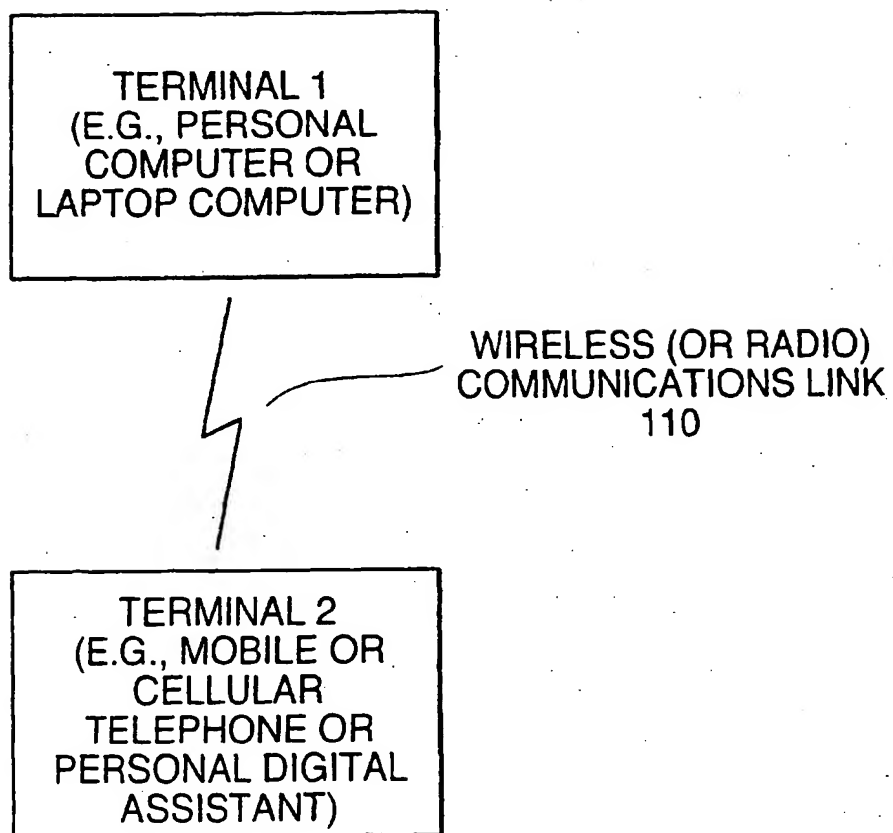 TERMINAL 1
(E.G., PERSONAL
COMPUTER OR
LAPTOP COMPUTER)
WIRELESS (OR RADIO)
COMMUNICATIONS LINK
110
TERMINAL 2
(E.G., MOBILE OR
CELLULAR
TELEPHONE OR
PERSONAL DIGITAL
ASSISTANT)